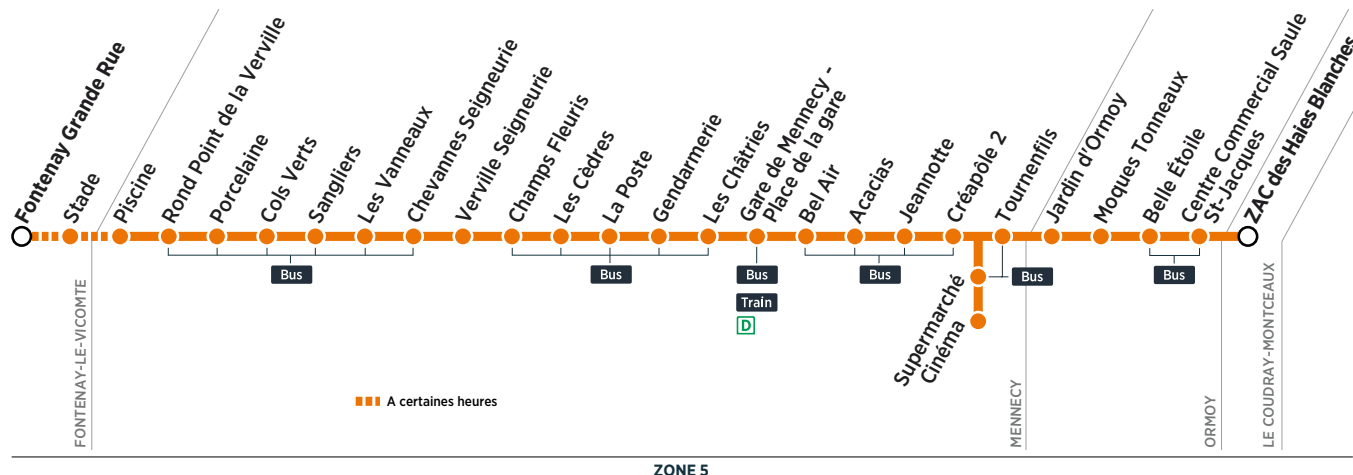 Fontenay Grande Rue
Stade
Piscine
Rond Point de la Verville
Porcelaine
Cols Verts
Sangliers
Les Vanneaux
Chevannes Seigneurie
Verville Seigneurie
Champs Fleuris
Les Cèdres
La Poste
Gendarmerie
Les Châtries
Gare de Mennecy -
Place de la gare
Bel Air
Acacias
Jeannotte
Créapôle 2
Tournenfils
Jardin d'Ormoy
Moques Tonneaux
Belle Étoile
Centre Commercial Saule
St-Jacques
ZAC des Haies Blanches
Bus
Bus
Bus
Train
D
Bus
Bus
Bus
Supermarché
Cinéma
FONTENAY-LE-VICOMTE
MENNECY
ORMOY
LE COUDRAY-MONTCEAUX
A certaines heures
ZONE 5